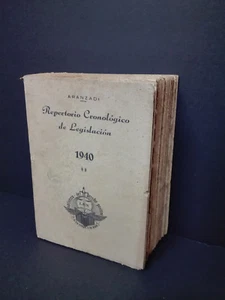 ARANZADI
Repertorio Cronológico
de Legislación
1940